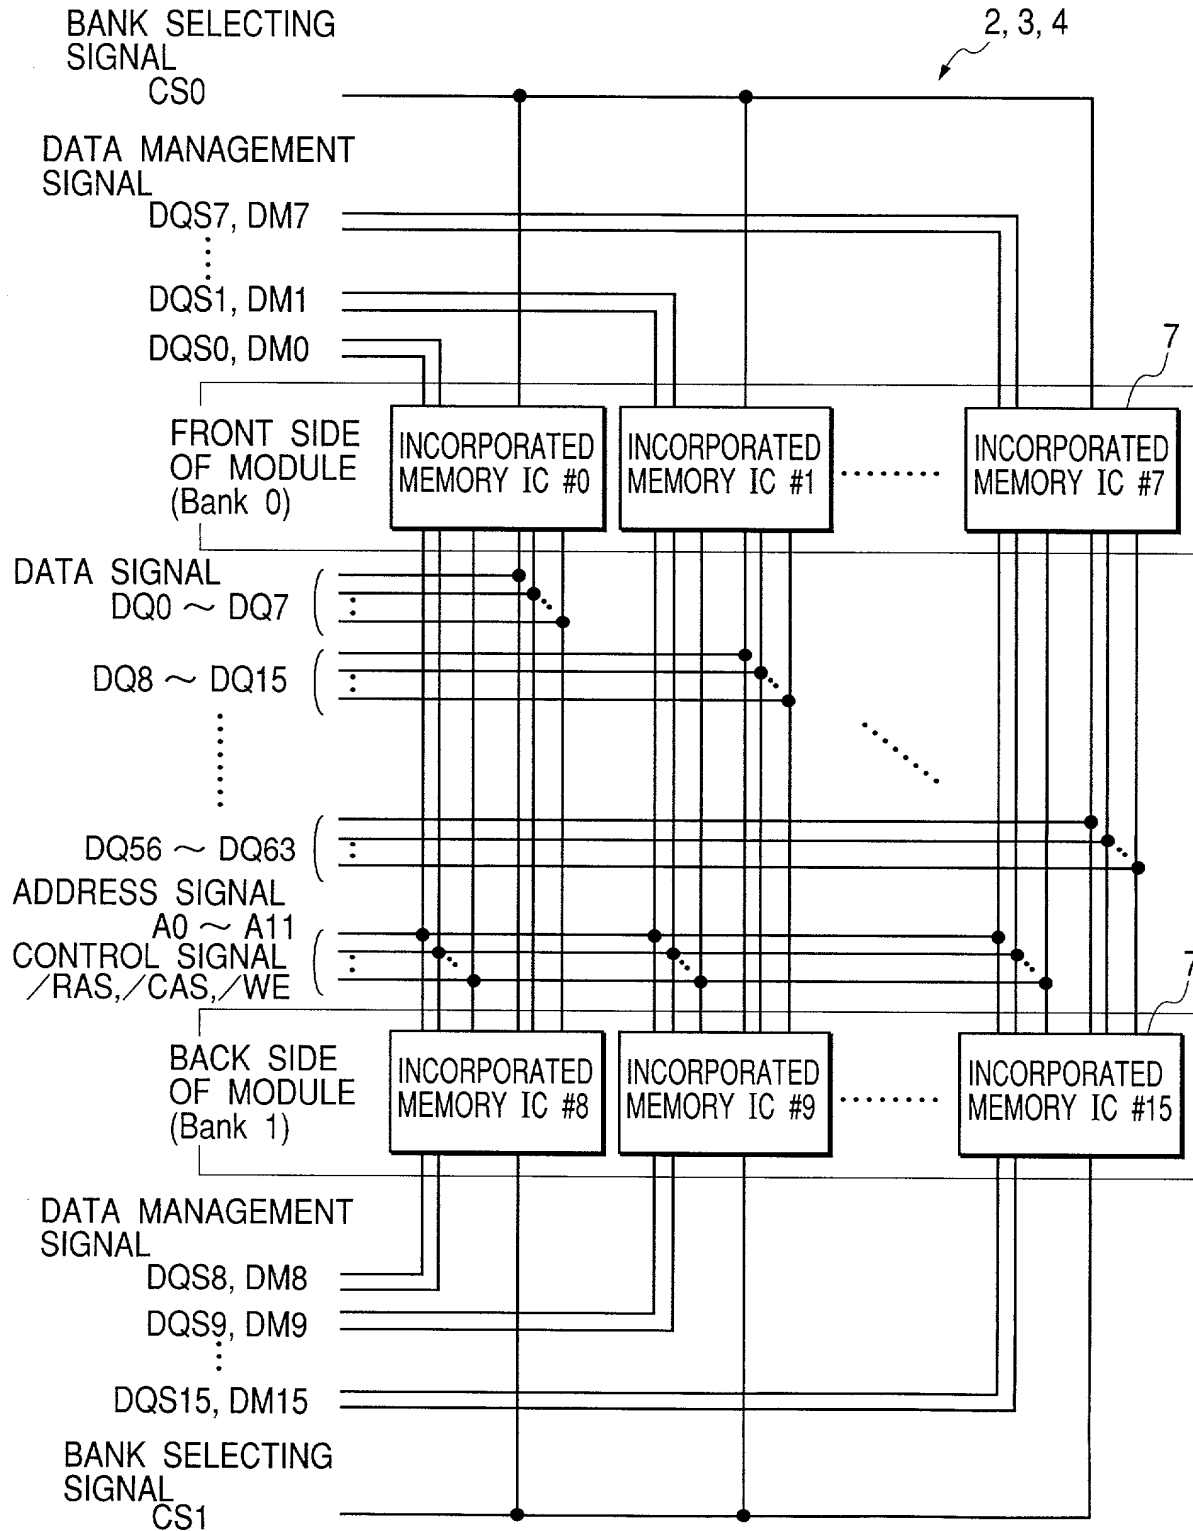 BANK SELECTING
SIGNAL
CS0
2, 3, 4
DATA MANAGEMENT
SIGNAL
DQS7, DM7
DQS1, DM1
DQS0, DM0
7
FRONT SIDE
OF MODULE
(Bank 0)
INCORPORATED
MEMORY IC #0
INCORPORATED
MEMORY IC #1
INCORPORATED
MEMORY IC #7
DATA SIGNAL
DQ0 ~ DQ7
DQ8 ~ DQ15
DQ56 ~ DQ63
ADDRESS SIGNAL
A0 ~ A11
CONTROL SIGNAL
/RAS,/CAS,/WE
7
BACK SIDE
OF MODULE
(Bank 1)
INCORPORATED
MEMORY IC #8
INCORPORATED
MEMORY IC #9
INCORPORATED
MEMORY IC #15
DATA MANAGEMENT
SIGNAL
DQS8, DM8
DQS9, DM9
DQS15, DM15
BANK SELECTING
SIGNAL
CS1